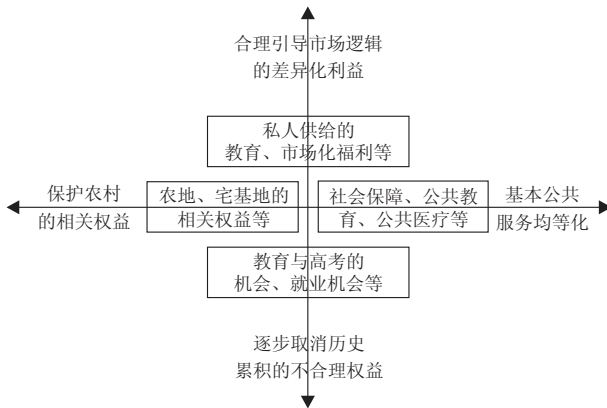 合理引导市场逻辑
的差异化利益
私人供给的
教育、市场化福利等
保护农村
的相关权益
农地、宅基地的
相关权益等
社会保障、公共教
育、公共医疗等
基本公共
服务均等化
教育与高考的
机会、就业机会等
逐步取消历史
累积的不合理权益